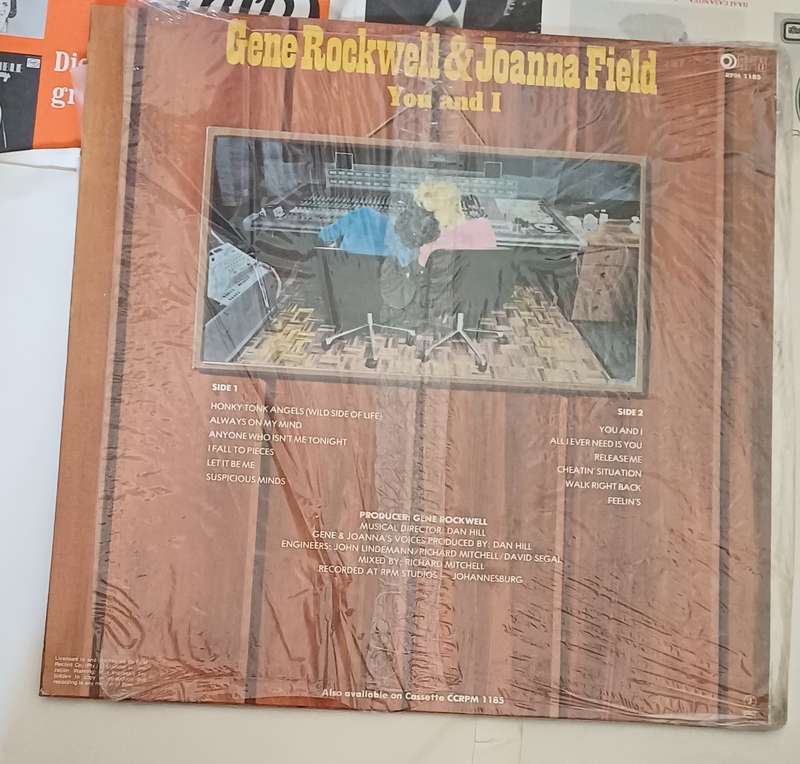 Die
gr
Gene Rockwell & Joanna Field
You and I
RPM
RPM 1185
SIDE 1
HONKY TONK ANGELS (WILD SIDE OF LIFE)
ALWAYS ON MY MIND
ANYONE WHO ISN'T ME TONIGHT
I FALL TO PIECES
LET IT BE ME
SUSPICIOUS MINDS
SIDE 2
YOU AND I
ALL I EVER NEED IS YOU
RELEASE ME
CHEATIN' SITUATION
WALK RIGHT BACK
FEELIN'S
PRODUCER: GENE ROCKWELL
MUSICAL DIRECTOR: DAN HILL
GENE & JOANNA'S VOICES PRODUCED BY: DAN HILL
ENGINEERS: JOHN LINDEMANN/RICHARD MITCHELL/DAVID SEGAL
MIXED BY: RICHARD MITCHELL
RECORDED AT RPM STUDIOS — JOHANNESBURG
Also available on Cassette CCRPM 1185